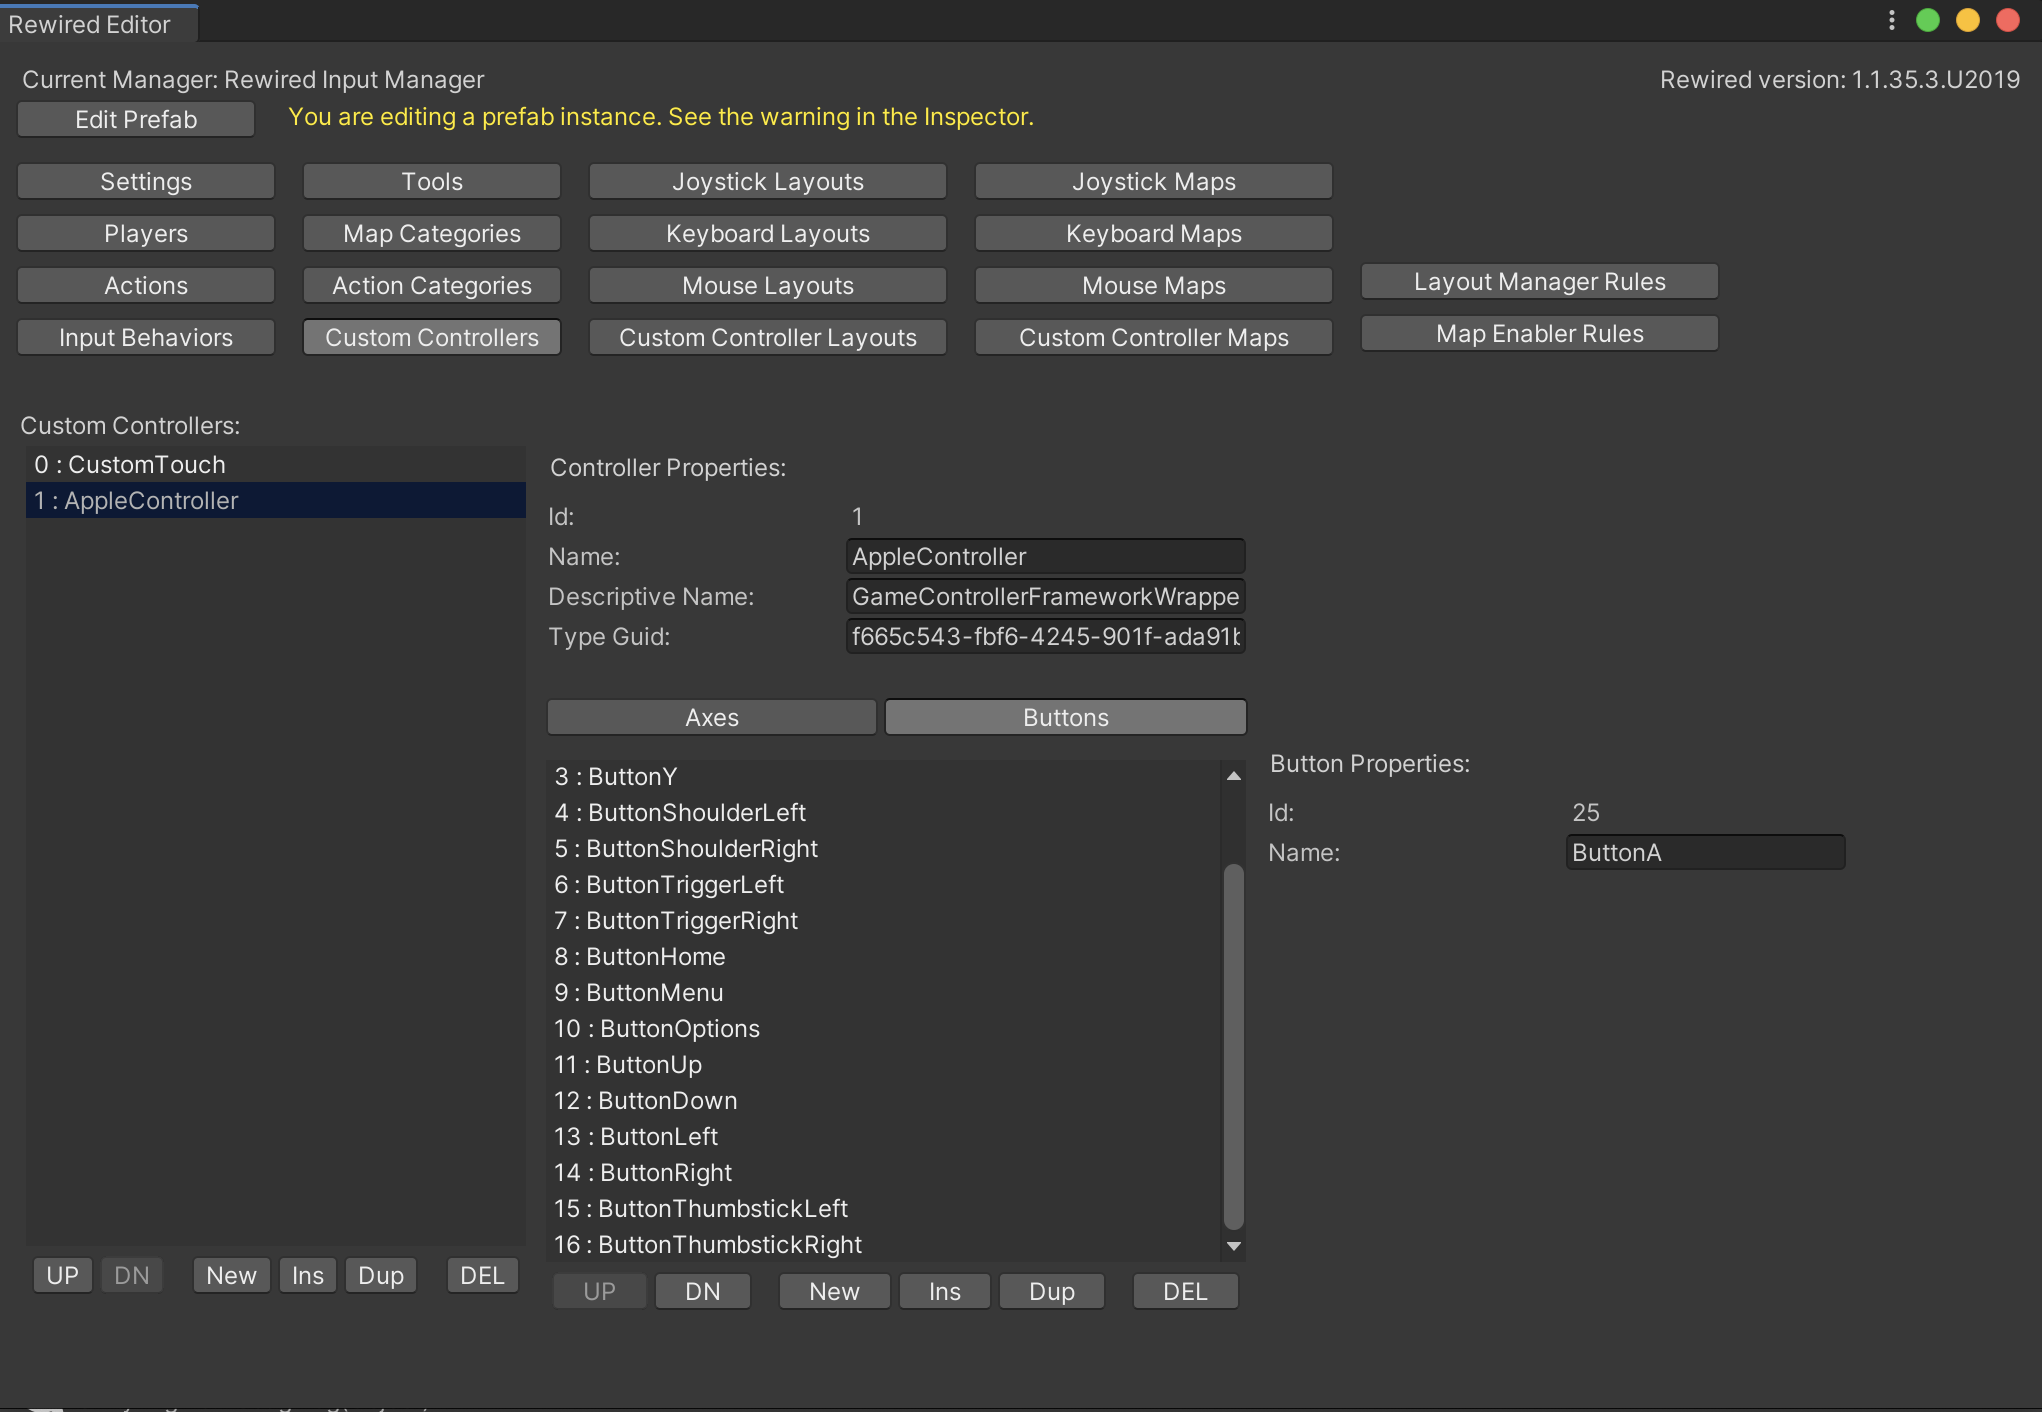 Rewired Editor
Current Manager: Rewired Input Manager
Rewired version: 1.1.35.3.U2019
Edit Prefab
You are editing a prefab instance. See the warning in the Inspector.
Settings
Tools
Joystick Layouts
Joystick Maps
Players
Map Categories
Keyboard Layouts
Keyboard Maps
Actions
Action Categories
Mouse Layouts
Mouse Maps
Layout Manager Rules
Input Behaviors
Custom Controllers
Custom Controller Layouts
Custom Controller Maps
Map Enabler Rules
Custom Controllers:
0 : CustomTouch
1 : AppleController
UP
DN
New
Ins
Dup
DEL
Controller Properties:
Id: 1
Name: AppleController
Descriptive Name: GameControllerFrameworkWrappe
Type Guid: f665c543-fbf6-4245-901f-ada91
Axes
Buttons
3 : ButtonY
4 : ButtonShoulderLeft
5 : ButtonShoulderRight
6 : ButtonTriggerLeft
7 : ButtonTriggerRight
8 : ButtonHome
9 : ButtonMenu
10 : ButtonOptions
11 : ButtonUp
12 : ButtonDown
13 : ButtonLeft
14 : ButtonRight
15 : ButtonThumbstickLeft
16 : ButtonThumbstickRight
UP
DN
New
Ins
Dup
DEL
Button Properties:
Id: 25
Name: ButtonA